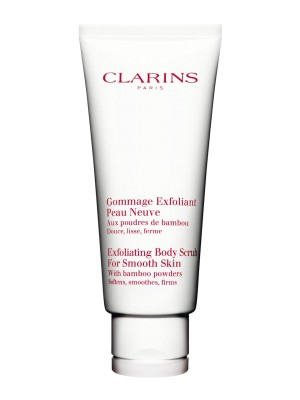 CLARINS
PARIS
Gommage Exfoliant
Peau Neuve
Aux poudres de bambou
Douce, lisse, ferme
Exfoliating Body Scrub
For Smooth Skin
With bamboo powders
Softens, smoothes, firms